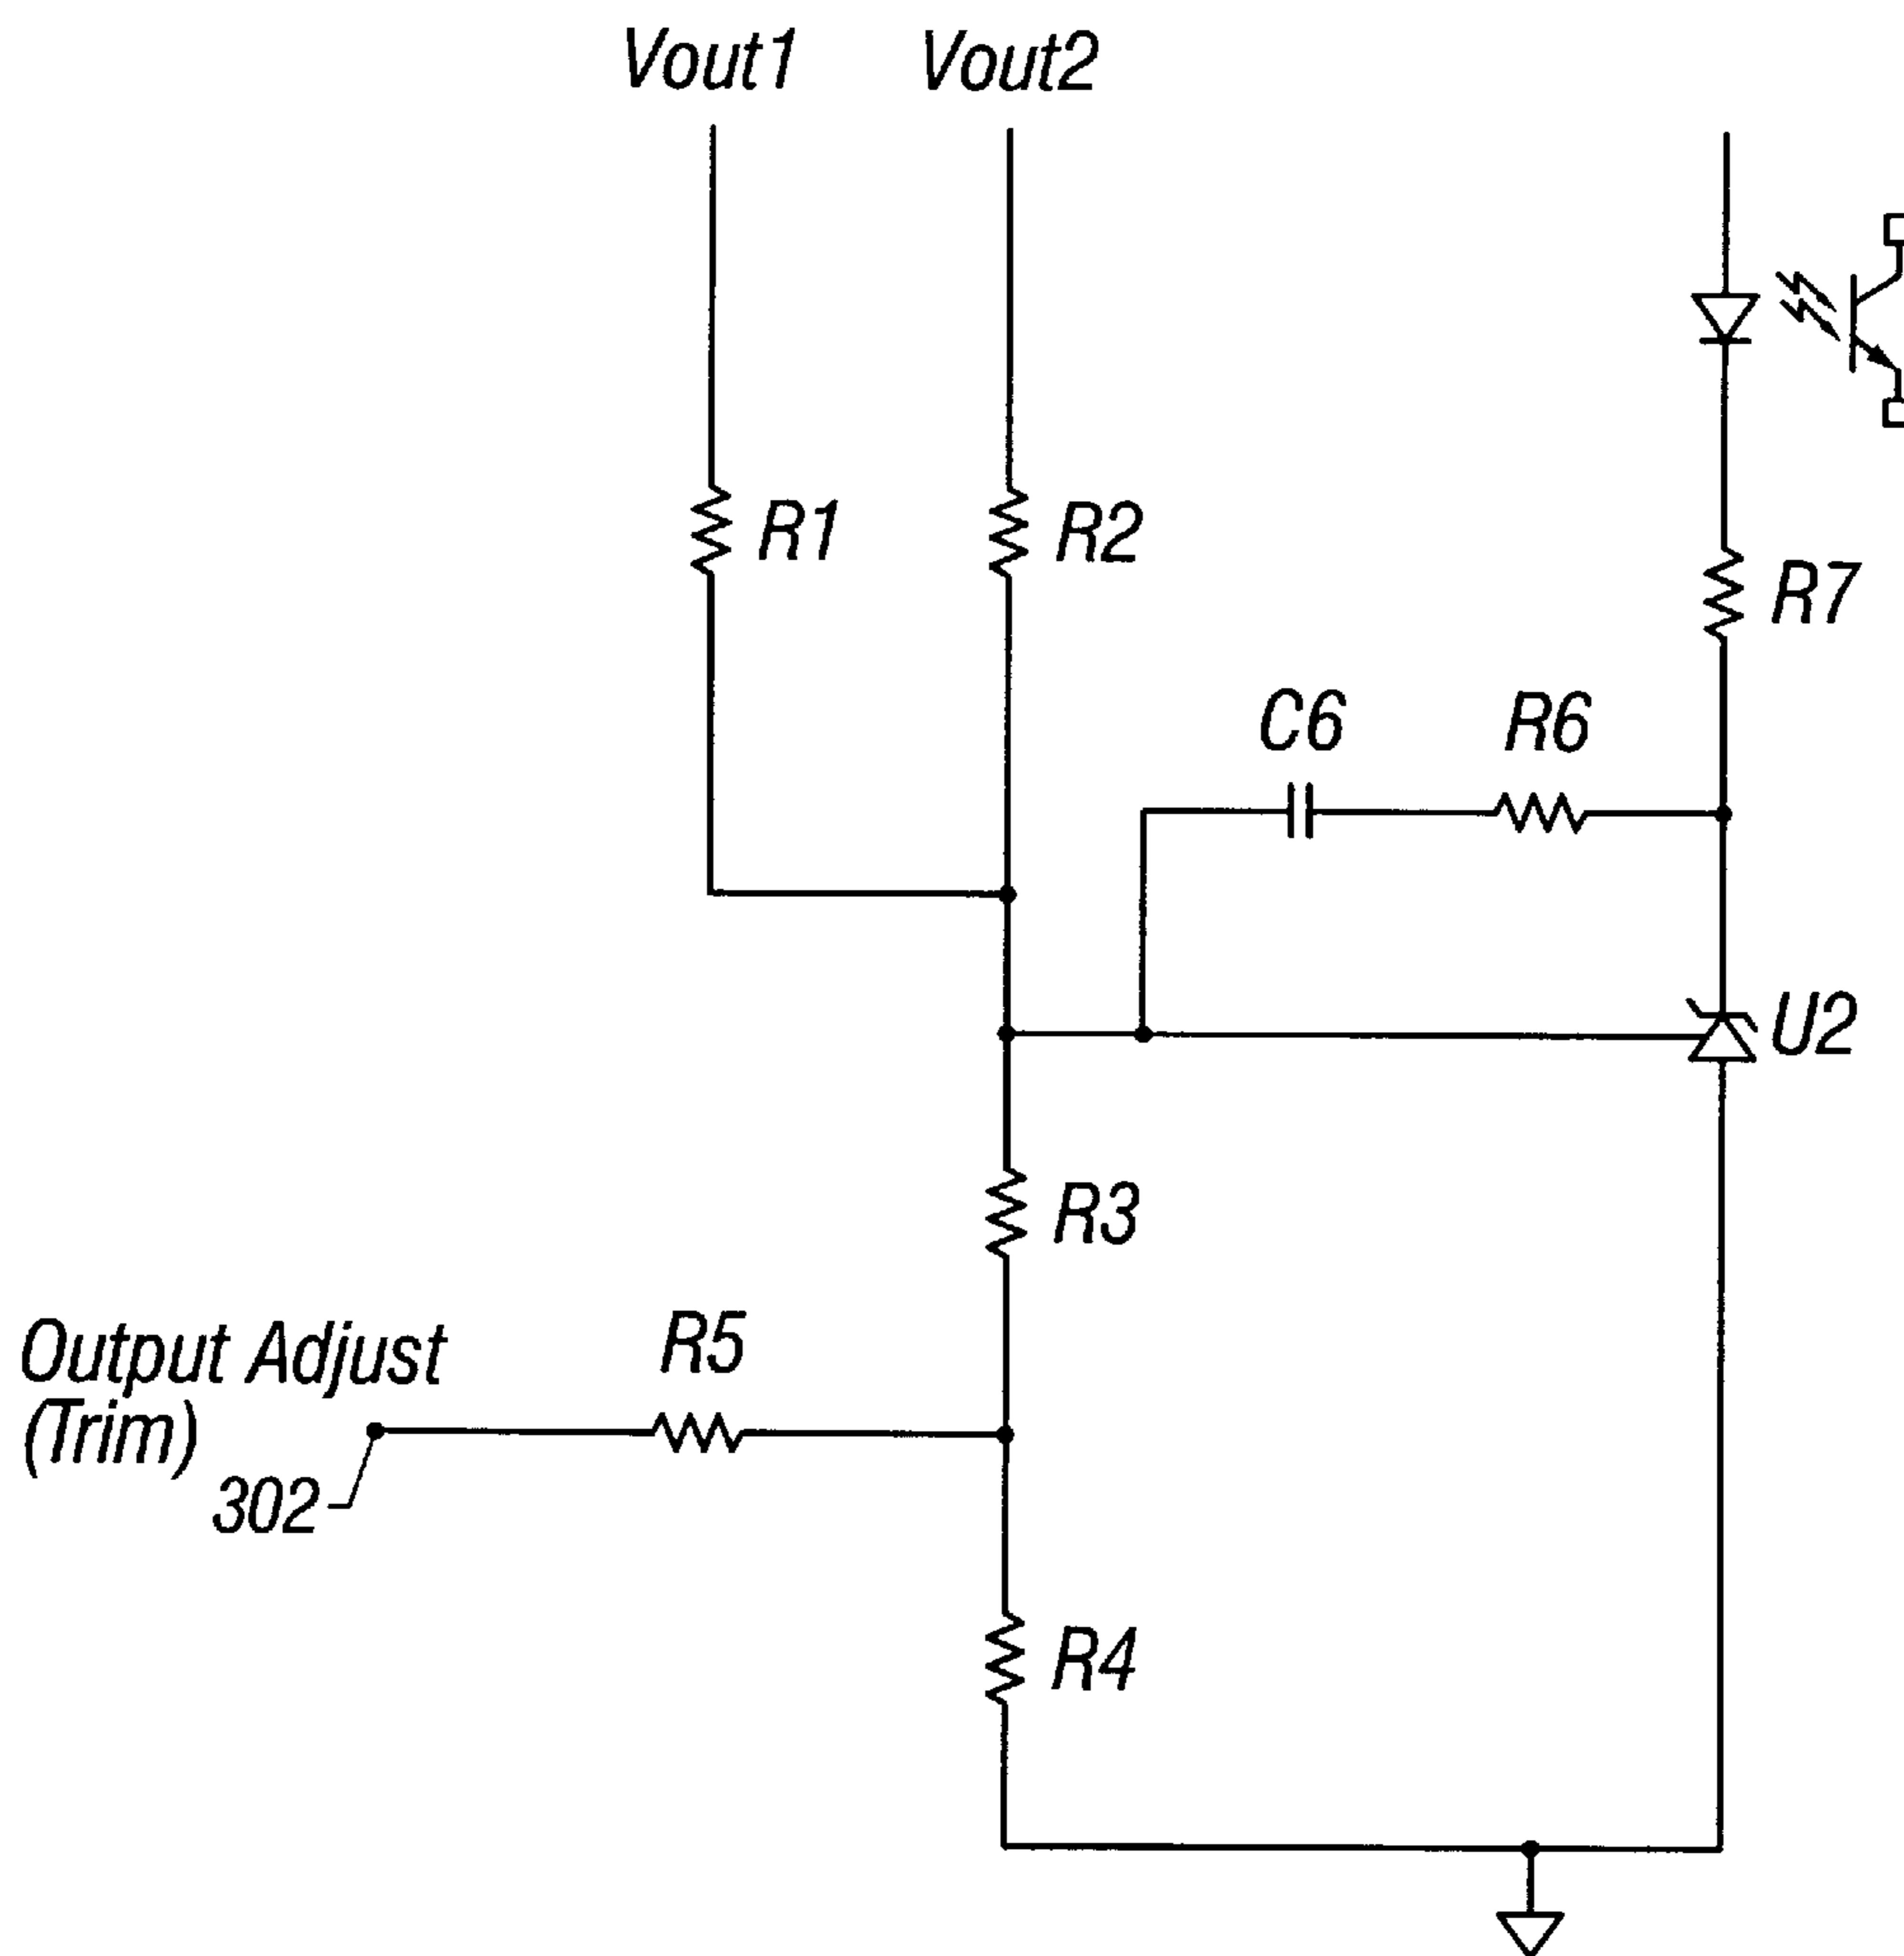 Vout1
Vout2
R1
R2
R7
C6
R6
U2
R3
Output Adjust
(Trim)
R5
302
R4